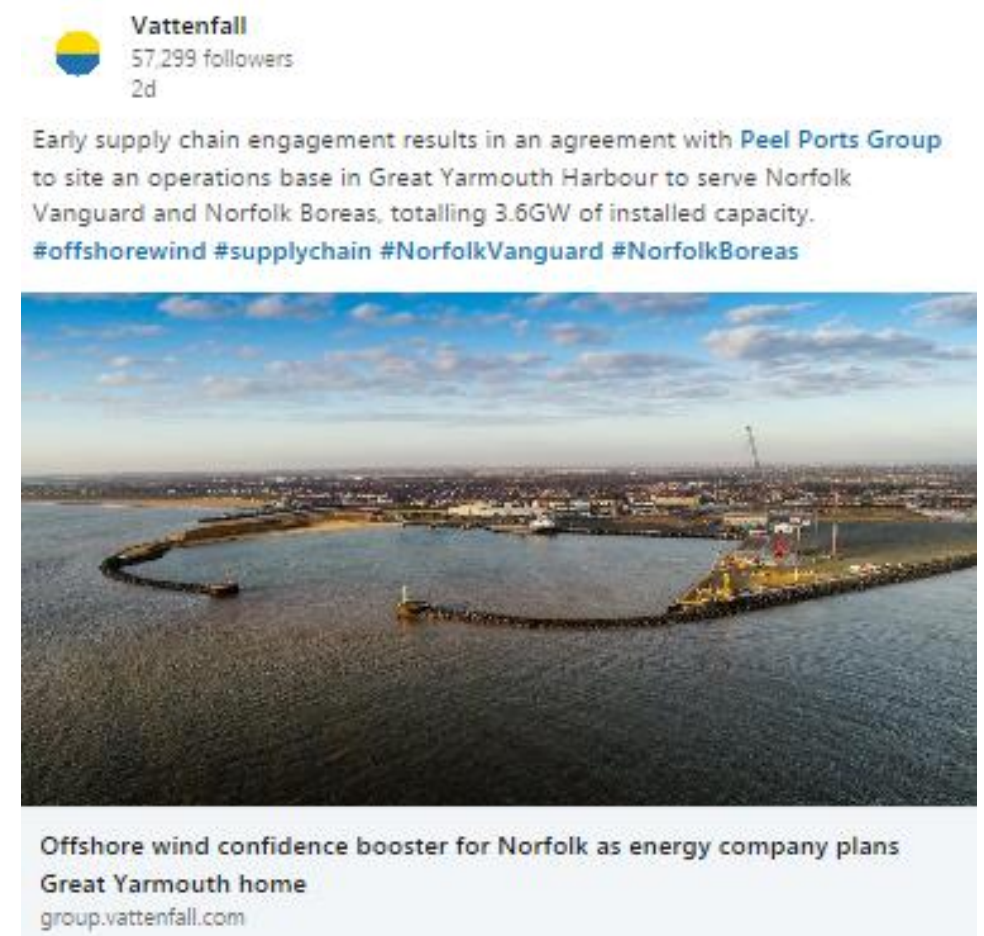 Vattenfall
57,299 followers
2d
Early supply chain engagement results in an agreement with Peel Ports Group
to site an operations base in Great Yarmouth Harbour to serve Norfolk
Vanguard and Norfolk Boreas, totalling 3.6GW of installed capacity.
#offshorewind #supplychain #NorfolkVanguard #NorfolkBoreas
Offshore wind confidence booster for Norfolk as energy company plans
Great Yarmouth home
group.vattenfall.com